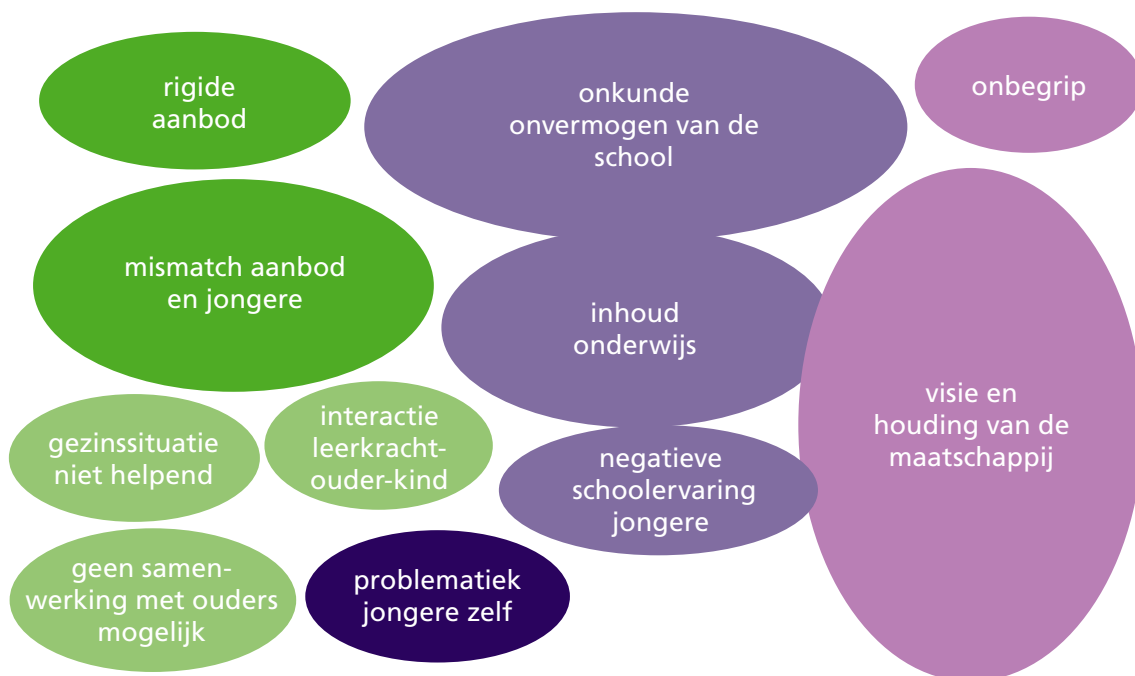 rigide
aanbod
onkunde
onvermogen van de
school
onbegrip
mismatch aanbod
en jongere
inhoud
onderwijs
visie en
houding van de
maatschappij
gezinssituatie
niet helpend
interactie
leerkracht-
ouder-kind
negatieve
schoolervaring
jongere
geen samen-
werking met ouders
mogelijk
problematiek
jongere zelf